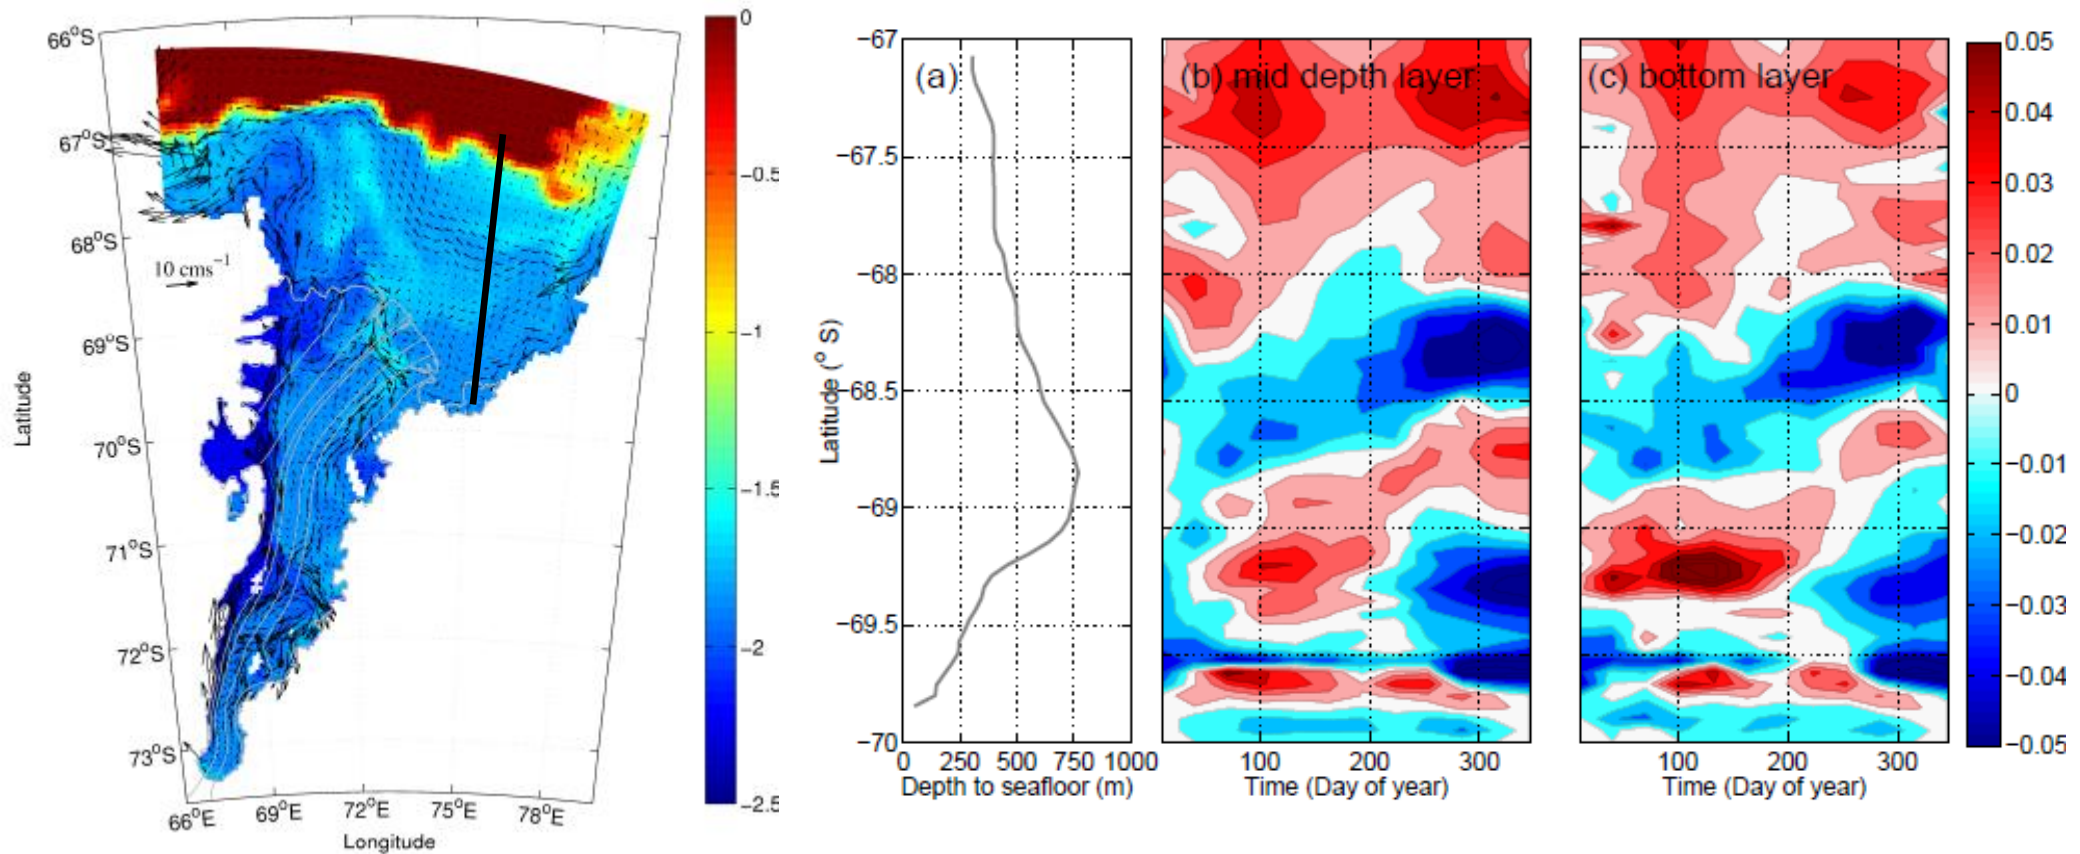 66°S
67°S
68°S
69°S
70°S
71°S
72°S
73°S
Latitude
10 cms⁻¹
66°E
69°E
72°E
75°E
78°E
Longitude
0
−0.5
−1
−1.5
−2
−2.5
(a)
−67
−67.5
−68
−68.5
−69
−69.5
−70
Latitude (° S)
0
250
500
750
1000
Depth to seafloor (m)
(b) mid depth layer
100
200
300
Time (Day of year)
(c) bottom layer
100
200
300
Time (Day of year)
0.05
0.04
0.03
0.02
0.01
0
−0.01
−0.02
−0.03
−0.04
−0.05